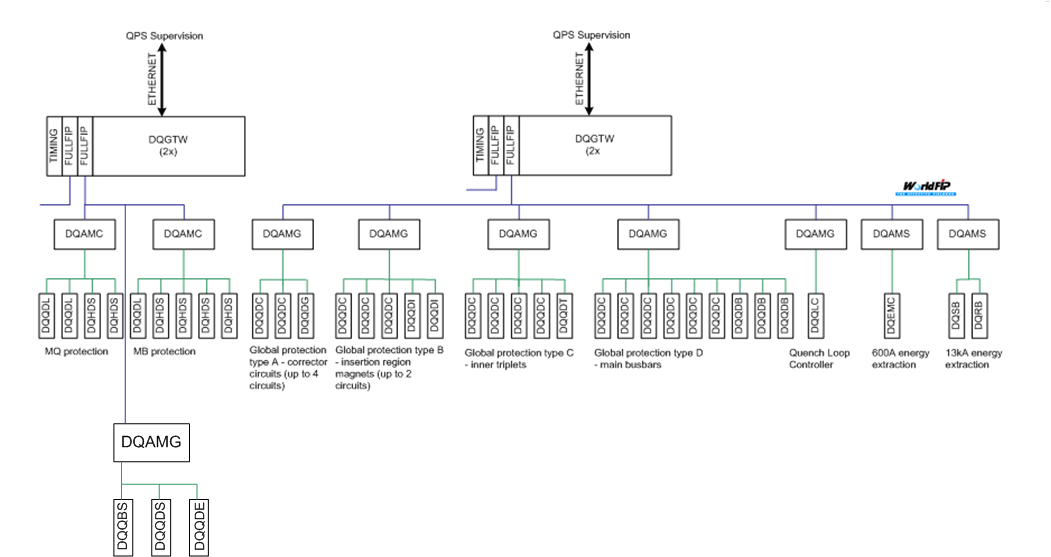 QPS Supervision
ETHERNET
TIMING
FULLFIP
FULLFIP
DQGTW
(2x)
QPS Supervision
ETHERNET
TIMING
FULLFIP
FULLFIP
DQGTW
(2x
WorldFIP
DQAMC
DQAMC
DQAMG
DQAMG
DQAMG
DQAMG
DQAMG
DQAMS
DQAMS
DQQDL
DQQDL
DQHDS
DQHDS
DQQDL
DQHDS
DQHDS
DQHDS
DQHDS
DQQDC
DQQDC
DQQDG
DQQDC
DQQDC
DQQDC
DQQDI
DQQDI
DQQDC
DQQDC
DQQDC
DQQDC
DQQDT
DQQDC
DQQDC
DQQDC
DQQDC
DQQDC
DQQDC
DQQDB
DQQDB
DQQDB
DQQLC
DQEMC
DQSB
DQRB
MQ protection
MB protection
Global protection
type A - corrector
circuits (up to 4
circuits)
Global protection type B
- insertion region
magnets (up to 2
circuits)
Global protection type C
- inner triplets
Global protection type D
- main busbars
Quench Loop
Controller
600A energy
extraction
13kA energy
extraction
DQAMG
DQQBS
DQQDS
DQQDE